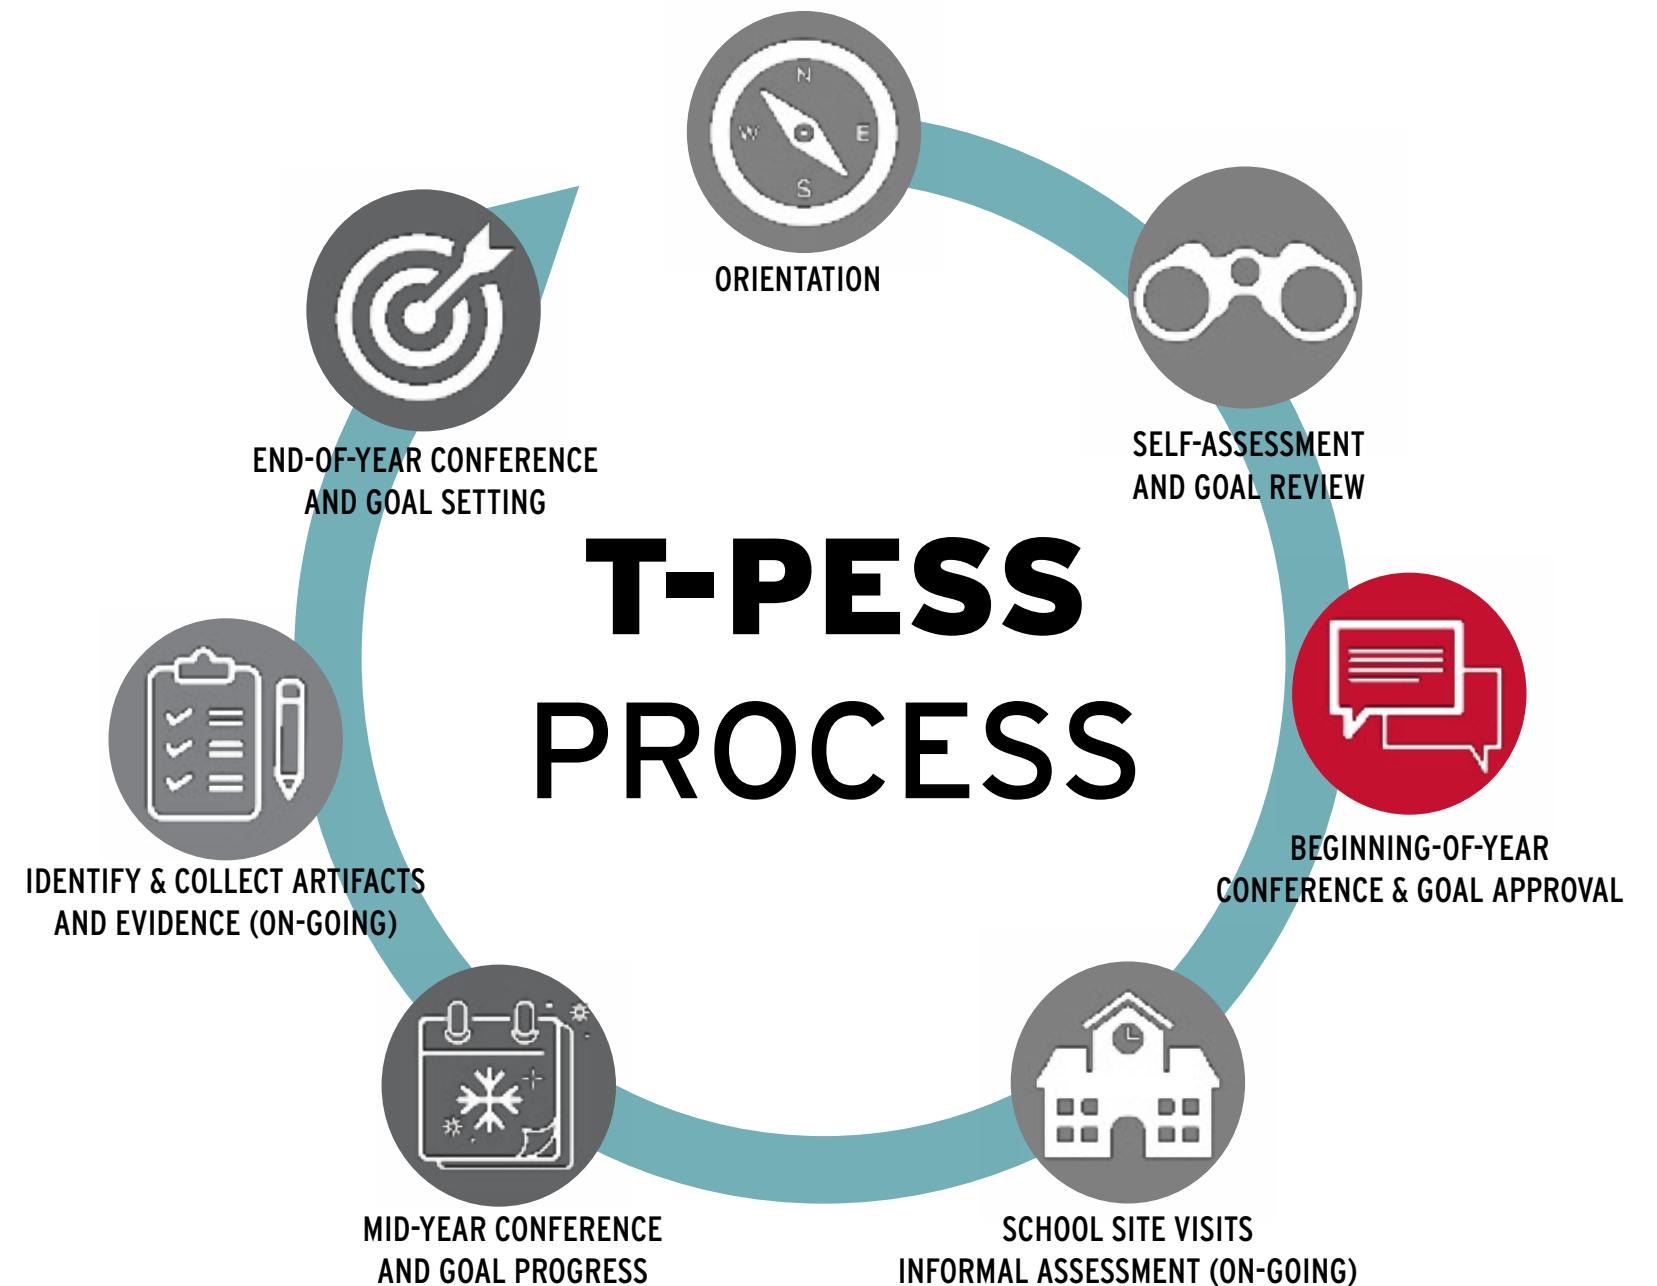 N
W
E
S
ORIENTATION
SELF-ASSESSMENT
AND GOAL REVIEW
BEGINNING-OF-YEAR
CONFERENCE & GOAL APPROVAL
SCHOOL SITE VISITS
INFORMAL ASSESSMENT (ON-GOING)
MID-YEAR CONFERENCE
AND GOAL PROGRESS
IDENTIFY & COLLECT ARTIFACTS
AND EVIDENCE (ON-GOING)
END-OF-YEAR CONFERENCE
AND GOAL SETTING
T-PESS
PROCESS